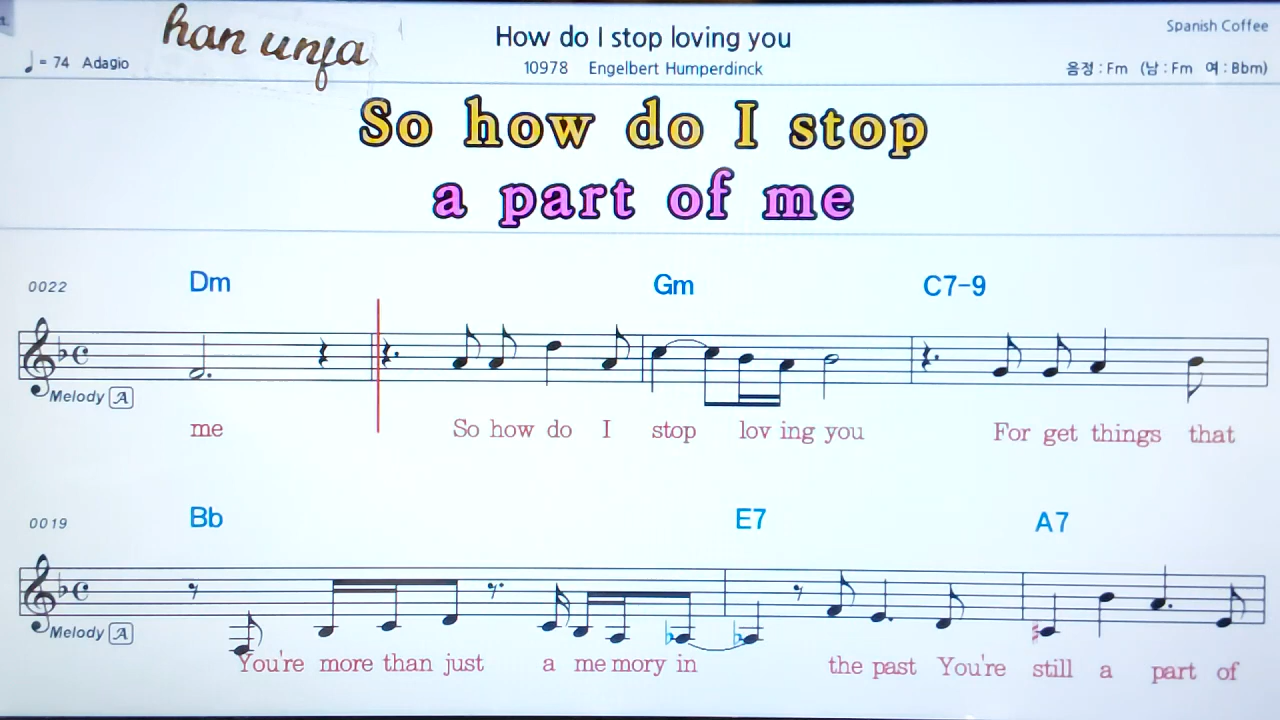 han unfa
How do I stop loving you
Spanish Coffee
♩= 74 Adagio
10978 Engelbert Humperdinck
음정 : Fm (남 : Fm 여 : Bbm)
So how do I stop
a part of me
0022
Dm Gm C7-9
Melody A
me So how do I stop lov ing you For get things that
0019
Bb E7 A7
Melody A
You're more than just a me mory in the past You're still a part of